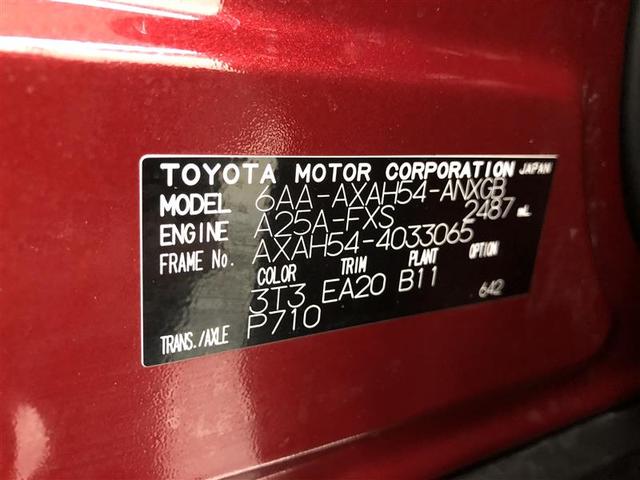 TOYOTA MOTOR CORPORATION JAPAN
MODEL 6AA-AXAH54-ANXGB
ENGINE A25A-FXS 2487 mL
FRAME No. AXAH54-4033065
COLOR TRIM PLANT OPTION
3T3 EA20 B11 642
TRANS./AXLE P710